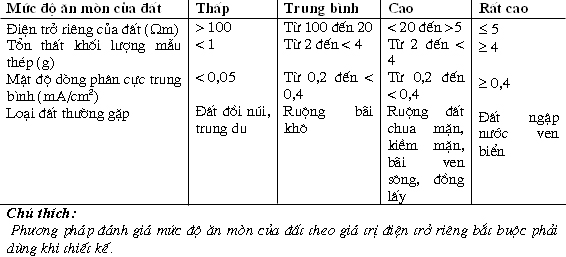 Mức độ ăn mòn của đất Thấp Trung bình Cao Rất cao
Điện trở riêng của đất (Ωm) > 100 Từ 100 đến 20 < 20 đến >5 ≤ 5
Tổn thất khối lượng mẫu thép (g) < 1 Từ 2 đến < 4 Từ 2 đến < 4 ≥ 4
Mật độ dòng phân cực trung bình (mA/cm²) < 0,05 Từ 0,2 đến < 0,4 Từ 0,2 đến < 0,4 ≥ 0,4
Loại đất thường gặp Đất đồi núi, trung du Ruộng bãi khô Ruộng đất chua mặn, kiềm mặn, bãi ven sông, đồng lầy Đất ngập nước ven biển
Chú thích:
Phương pháp đánh giá mức độ ăn mòn của đất theo giá trị điện trở riêng bắt buộc phải
dùng khi thiết kế.